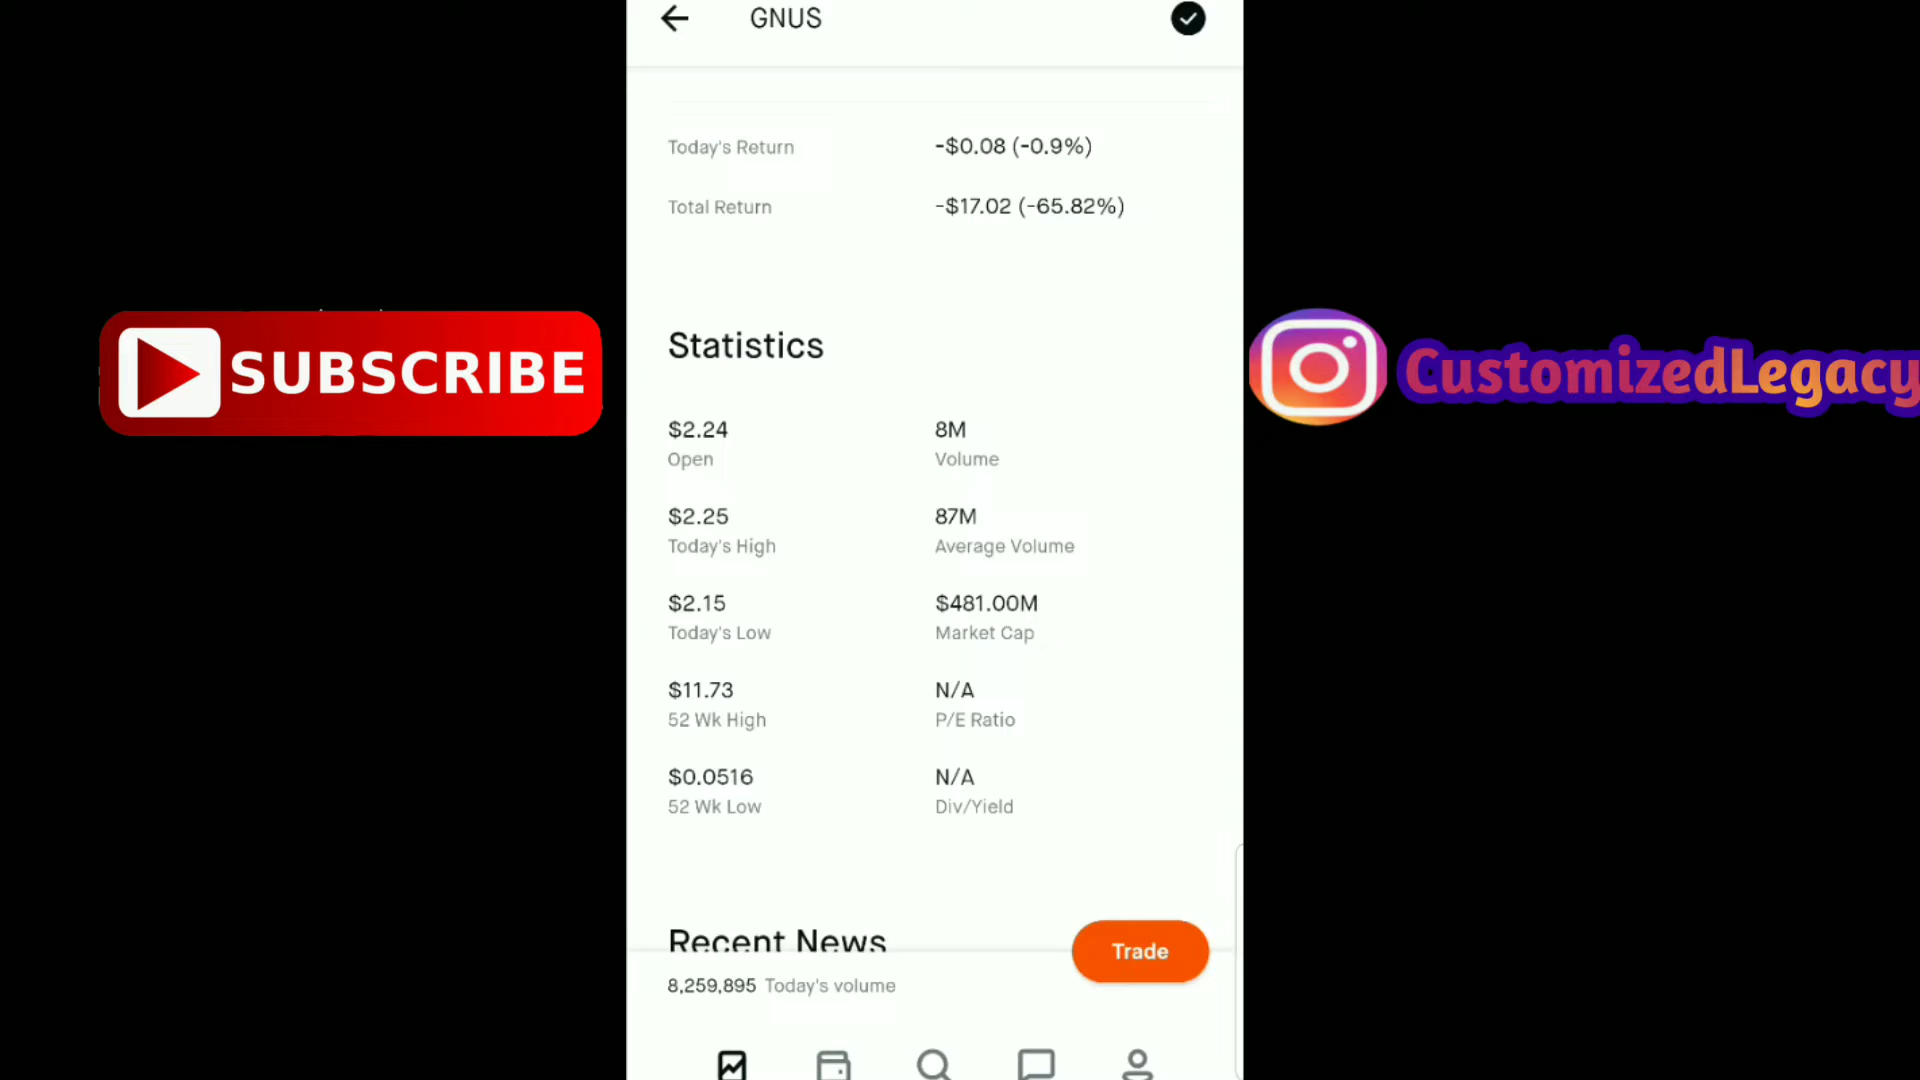 GNUS
Today's Return -$0.08 (-0.9%)
Total Return -$17.02 (-65.82%)
SUBSCRIBE
CustomizedLegacy
Statistics
$2.24 8M
Open Volume
$2.25 87M
Today's High Average Volume
$2.15 $481.00M
Today's Low Market Cap
$11.73 N/A
52 Wk High P/E Ratio
$0.0516 N/A
52 Wk Low Div/Yield
Recent News
Trade
8,259,895 Today's volume